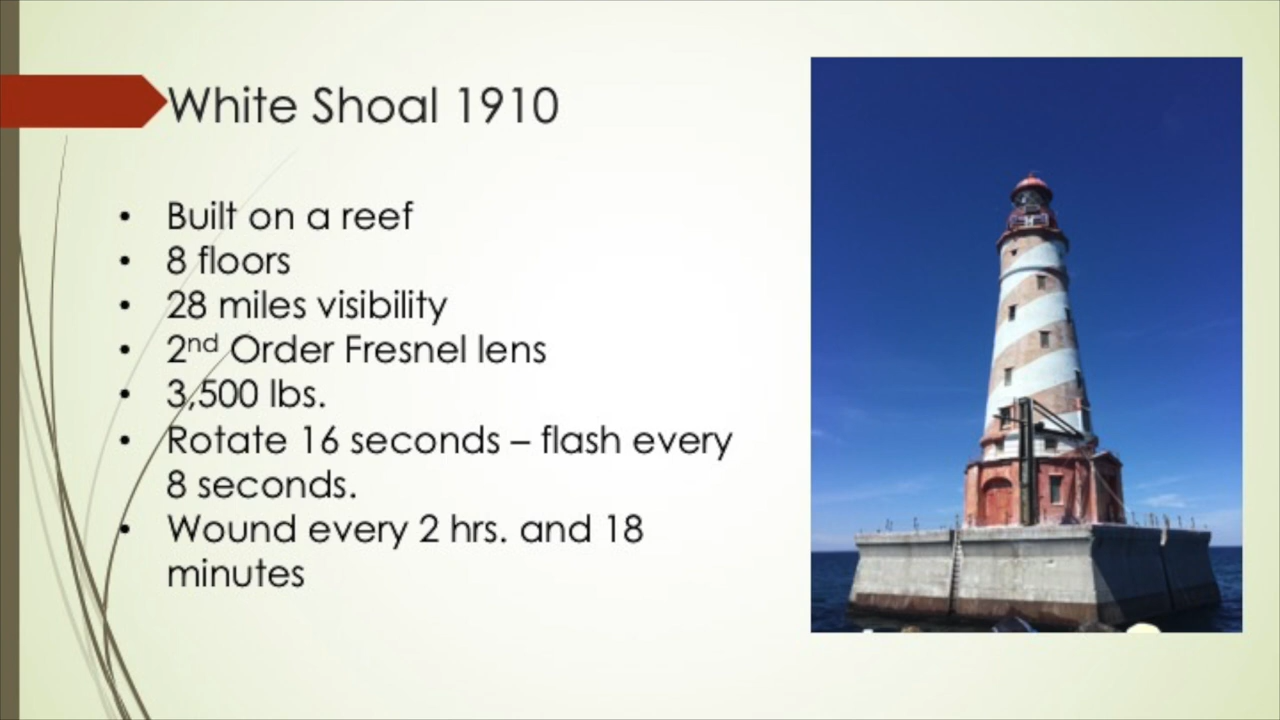 White Shoal 1910
• Built on a reef
• 8 floors
• 28 miles visibility
• 2nd Order Fresnel lens
• 3,500 lbs.
• Rotate 16 seconds – flash every
8 seconds.
• Wound every 2 hrs. and 18
minutes